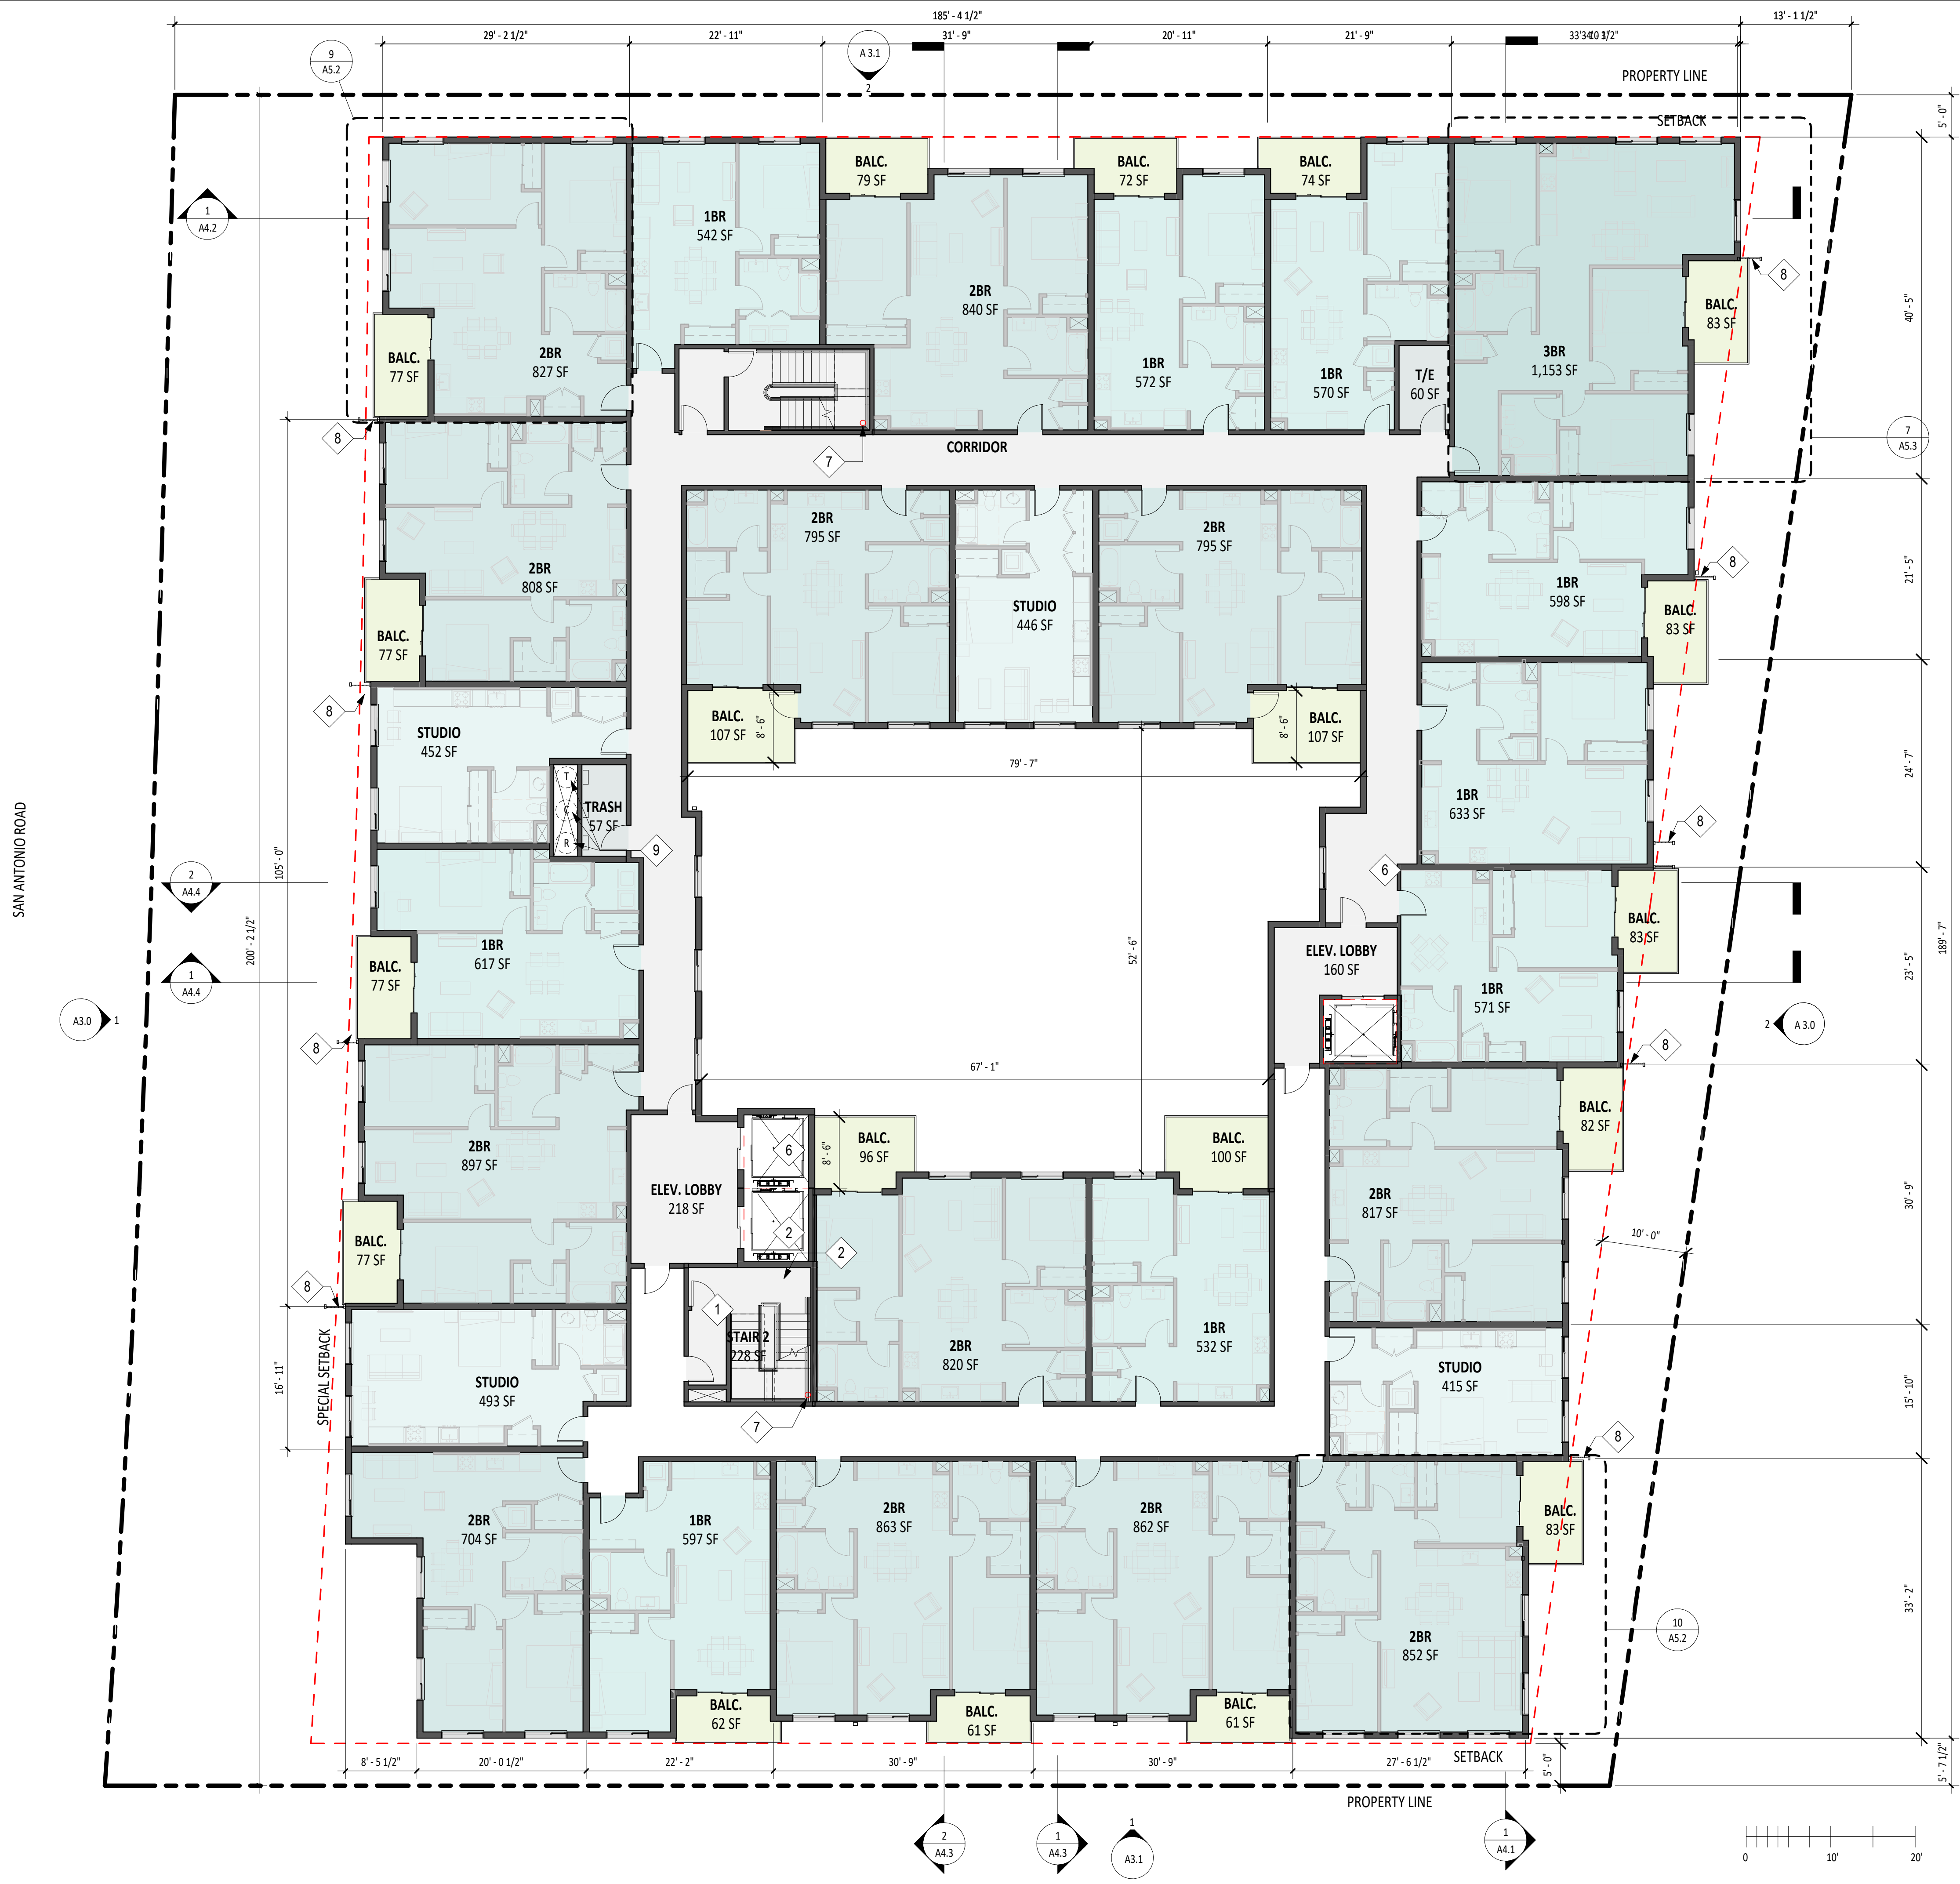 185' - 4 1/2"
13' - 1 1/2"
29' - 2 1/2"
22' - 11"
31' - 9"
20' - 11"
21' - 9"
9
A5.2
A 3.1
2
PROPERTY LINE
SETBACK
5' - 0"
1
A4.2
BALC.
79 SF
BALC.
72 SF
BALC.
74 SF
1BR
542 SF
2BR
840 SF
8
BALC.
83 SF
40' - 5"
BALC.
77 SF
2BR
827 SF
1BR
572 SF
1BR
570 SF
T/E
60 SF
3BR
1,153 SF
8
7
CORRIDOR
7
A5.3
2BR
808 SF
2BR
795 SF
STUDIO
446 SF
2BR
795 SF
1BR
598 SF
8
BALC.
83 SF
21' - 5"
BALC.
77 SF
8
STUDIO
452 SF
BALC.
107 SF
8' - 6"
8' - 6"
BALC.
107 SF
79' - 7"
T
C
R
TRASH
57 SF
9
1BR
633 SF
8
24' - 7"
SAN ANTONIO ROAD
105' - 0"
200' - 2 1/2"
2
A4.4
1
A4.4
A3.0
1
6
1BR
617 SF
BALC.
77 SF
8
52' - 6"
ELEV. LOBBY
160 SF
1BR
571 SF
BALC.
83 SF
23' - 5"
189' - 7"
2
A 3.0
8
67' - 1"
2BR
897 SF
BALC.
77 SF
8
ELEV. LOBBY
218 SF
6
2
2
8' - 6"
BALC.
96 SF
BALC.
100 SF
BALC.
82 SF
2BR
817 SF
10' - 0"
30' - 9"
1
STAIR 2
228 SF
7
2BR
820 SF
1BR
532 SF
STUDIO
415 SF
15' - 10"
SPECIAL SETBACK
16' - 11"
STUDIO
493 SF
8
2BR
704 SF
1BR
597 SF
2BR
863 SF
2BR
862 SF
BALC.
83 SF
2BR
852 SF
10
A5.2
33' - 2"
BALC.
62 SF
BALC.
61 SF
BALC.
61 SF
SETBACK
8' - 5 1/2"
20' - 0 1/2"
22' - 2"
30' - 9"
30' - 9"
27' - 6 1/2"
5' - 0"
5' - 7 1/2"
PROPERTY LINE
2
A4.3
1
A4.3
1
A3.1
1
A4.1
0
10'
20'